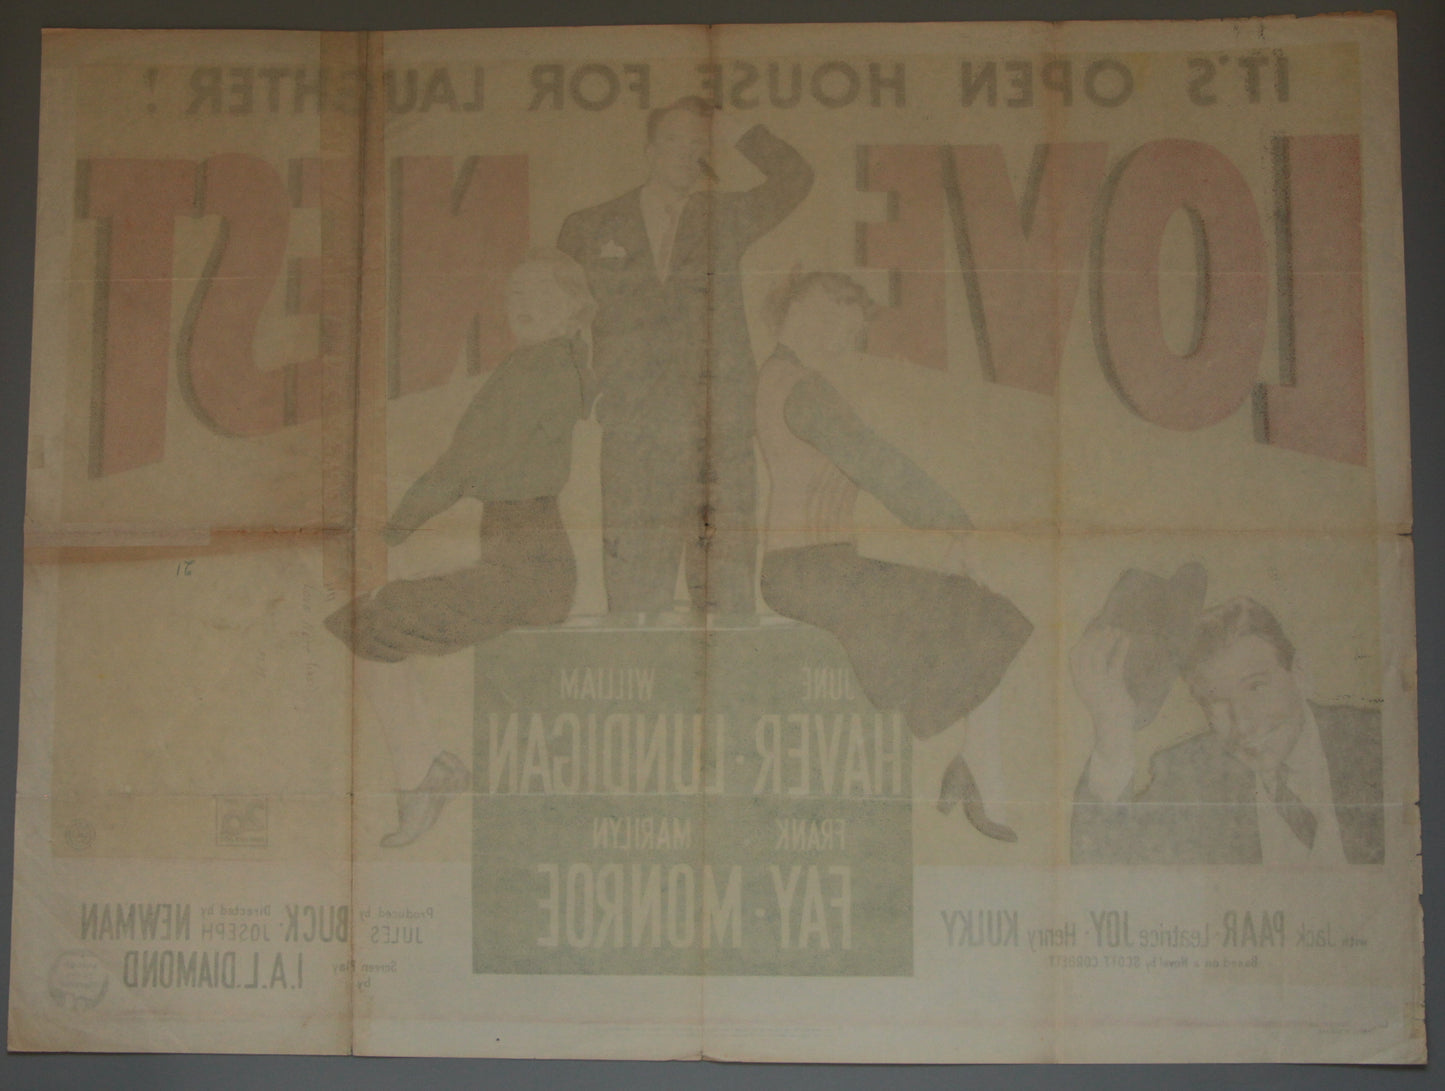 IT'S OPEN HOUSE FOR LAUGHTER!
LOVE NEST
21
JUNE WILLIAM
HAVER · LUNDIGAN
FRANK MARILYN
FAY · MONROE
with Jack PAAR · Leatrice JOY · Henry KULKY
Based on a Novel by SCOTT CORBETT
Produced by JULES BUCK · Directed by JOSEPH NEWMAN
Screen Play by I.A.L. DIAMOND
20